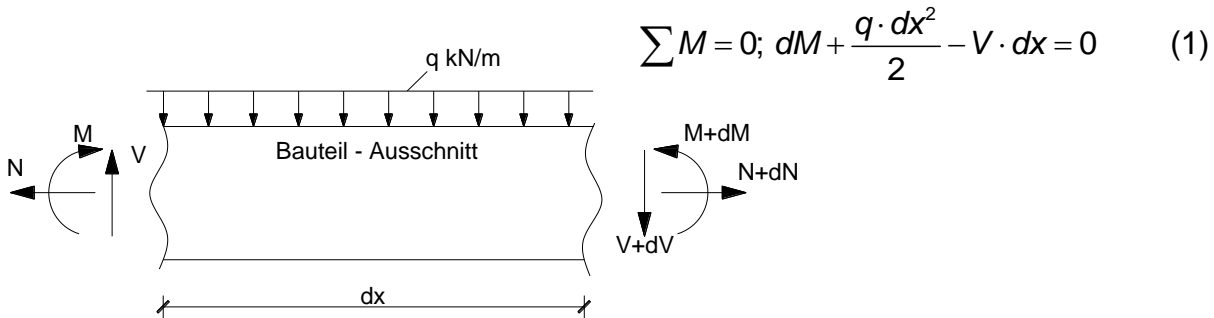 ∑M = 0; dM + q · dx²/2 − V · dx = 0 (1)
q kN/m
M
V
N
Bauteil - Ausschnitt
M+dM
N+dN
V+dV
dx